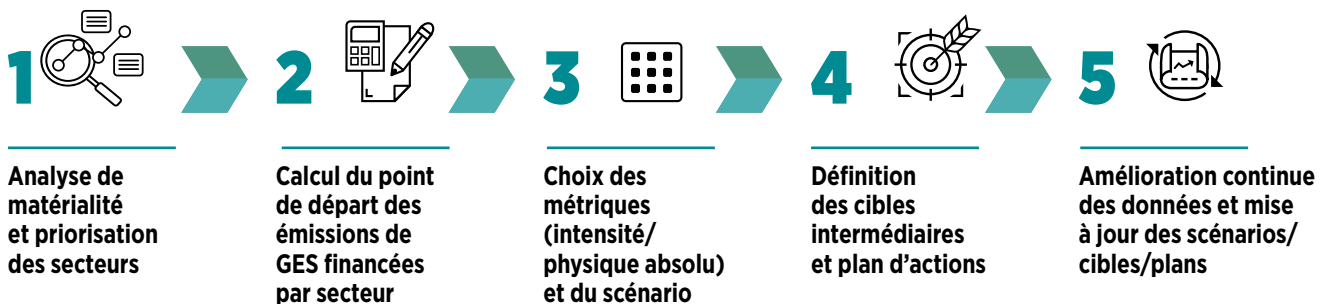 1
Analyse de
matérialité
et priorisation
des secteurs
2
Calcul du point
de départ des
émissions de
GES financées
par secteur
3
Choix des
métriques
(intensité/
physique absolu)
et du scénario
4
Définition
des cibles
intermédiaires
et plan d’actions
5
Amélioration continue
des données et mise
à jour des scénarios/
cibles/plans